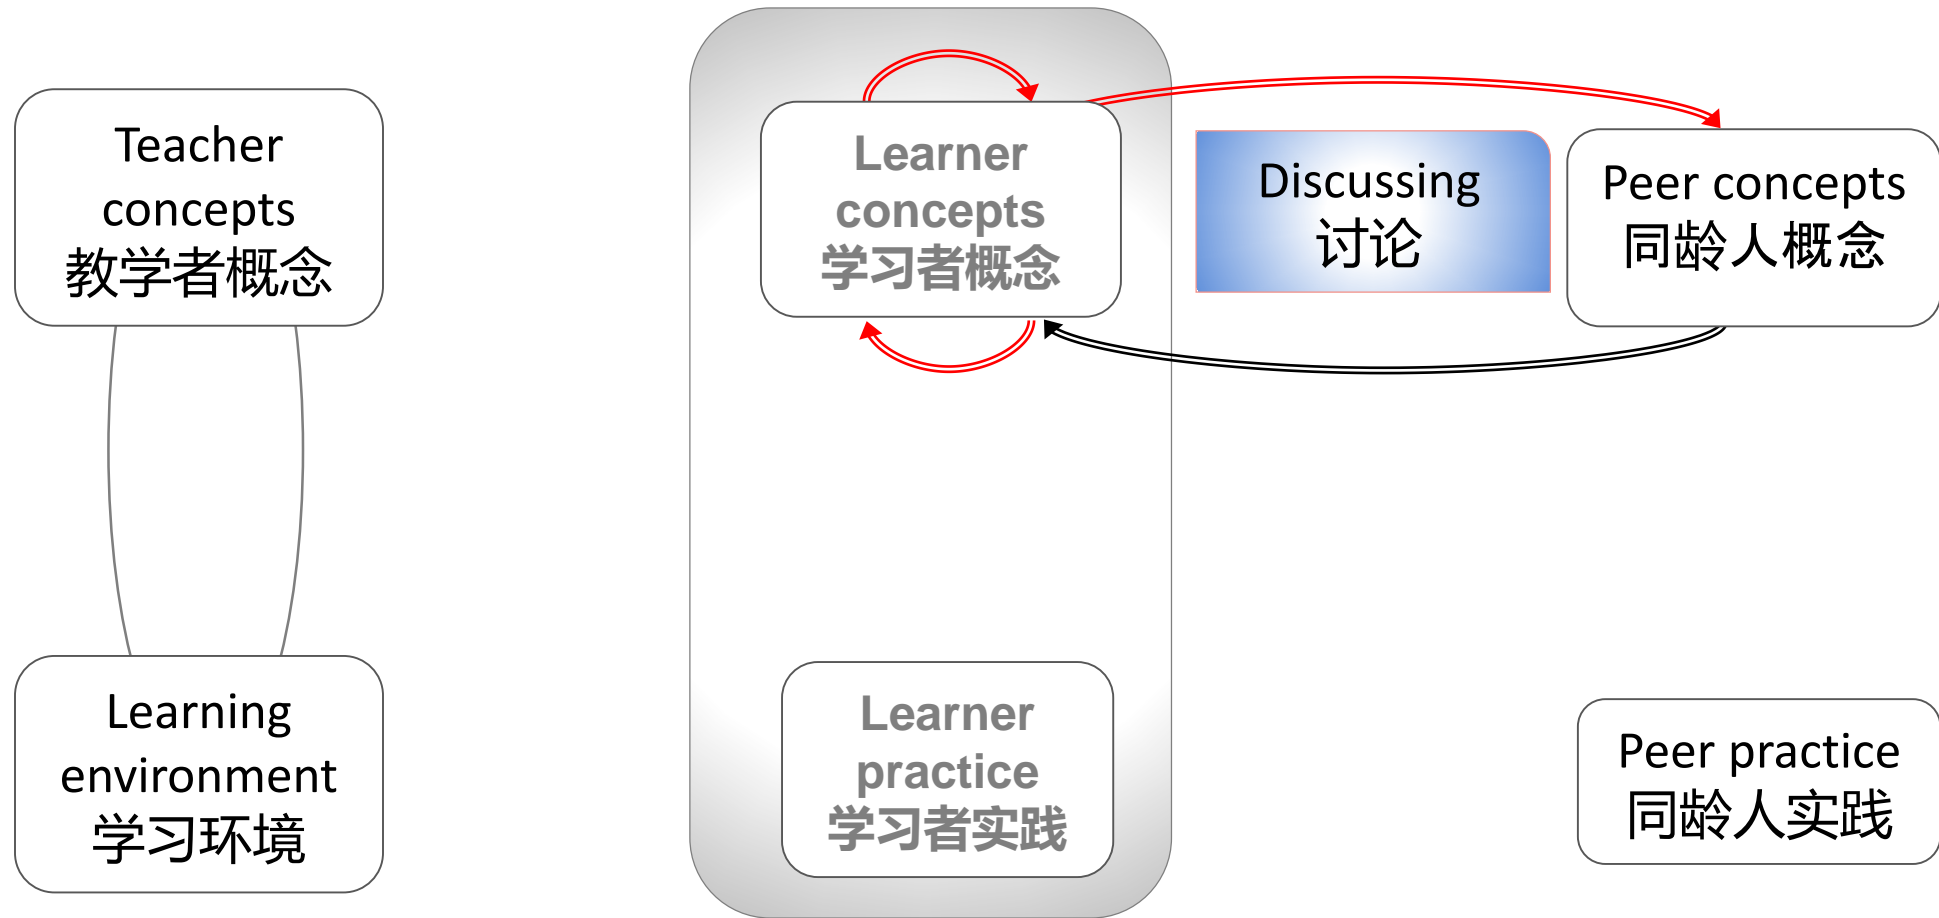 Teacher
concepts
教学者概念
Learner
concepts
学习者概念
Discussing
讨论
Peer concepts
同龄人概念
Learning
environment
学习环境
Learner
practice
学习者实践
Peer practice
同龄人实践